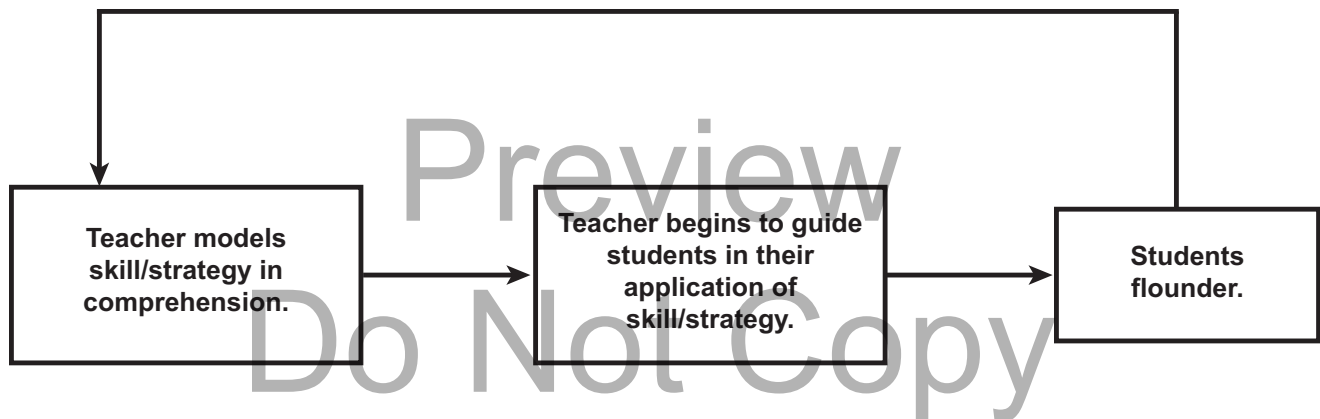 Preview
Do Not Copy
Teacher models
skill/strategy in
comprehension.
Teacher begins to guide
students in their
application of
skill/strategy.
Students
flounder.